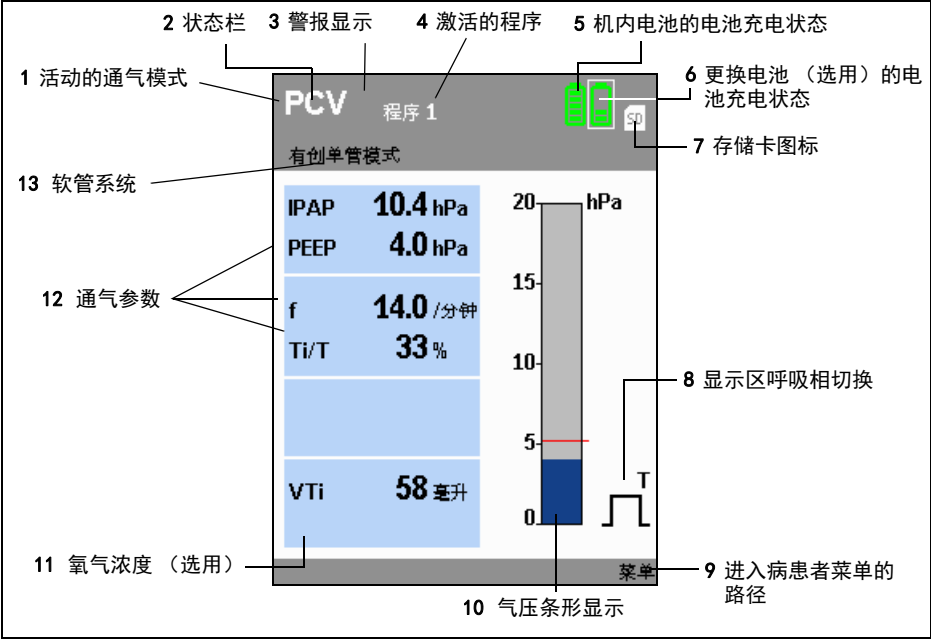 2 状态栏
3 警报显示
4 激活的程序
5 机内电池的电池充电状态
1 活动的通气模式
6 更换电池 （选用）的电
池充电状态
PCV
程序 1
SD
7 存储卡图标
有创单管模式
13 软管系统
IPAP 10.4 hPa
PEEP 4.0 hPa
20 hPa
12 通气参数
f 14.0 /分钟
Ti/T 33 %
15
10
8 显示区呼吸相切换
5
VTi 58 毫升
T
0
11 氧气浓度 （选用）
菜单
9 进入病患者菜单的
路径
10 气压条形显示